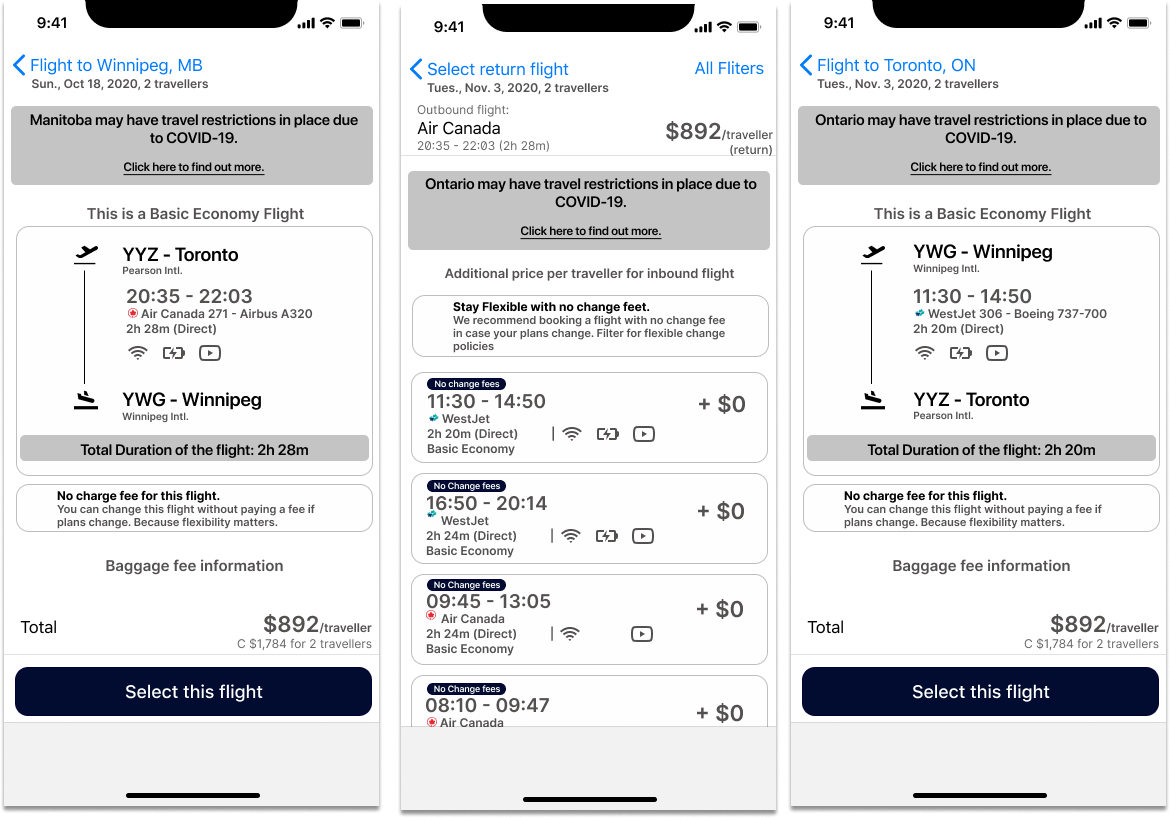 9:41
Flight to Winnipeg, MB
Sun., Oct 18, 2020, 2 travellers
Manitoba may have travel restrictions in place due
to COVID-19.
Click here to find out more.
This is a Basic Economy Flight
YYZ - Toronto
Pearson Intl.
20:35 - 22:03
Air Canada 271 - Airbus A320
2h 28m (Direct)
YWG - Winnipeg
Winnipeg Intl.
Total Duration of the flight: 2h 28m
No charge fee for this flight.
You can change this flight without paying a fee if
plans change. Because flexibility matters.
Baggage fee information
Total
$892/traveller
C $1,784 for 2 travellers
Select this flight
9:41
Select return flight
All Fliters
Tues., Nov. 3, 2020, 2 travellers
Outbound flight:
Air Canada
20:35 - 22:03 (2h 28m)
$892/traveller
(return)
Ontario may have travel restrictions in place due to
COVID-19.
Click here to find out more.
Additional price per traveller for inbound flight
Stay Flexible with no change feet.
We recommend booking a flight with no change fee
in case your plans change. Filter for flexible change
policies
No change fees
11:30 - 14:50
+ $0
WestJet
2h 20m (Direct) |
Basic Economy
No Change fees
16:50 - 20:14
+ $0
WestJet
2h 24m (Direct) |
Basic Economy
No Change fees
09:45 - 13:05
+ $0
Air Canada
2h 24m (Direct) |
Basic Economy
No Change fees
08:10 - 09:47
+ $0
Air Canada
9:41
Flight to Toronto, ON
Tues., Nov. 3, 2020, 2 travellers
Ontario may have travel restrictions in place due to
COVID-19.
Click here to find out more.
This is a Basic Economy Flight
YWG - Winnipeg
Winnipeg Intl.
11:30 - 14:50
WestJet 306 - Boeing 737-700
2h 20m (Direct)
YYZ - Toronto
Pearson Intl.
Total Duration of the flight: 2h 20m
No charge fee for this flight.
You can change this flight without paying a fee if
plans change. Because flexibility matters.
Baggage fee information
Total
$892/traveller
C $1,784 for 2 travellers
Select this flight